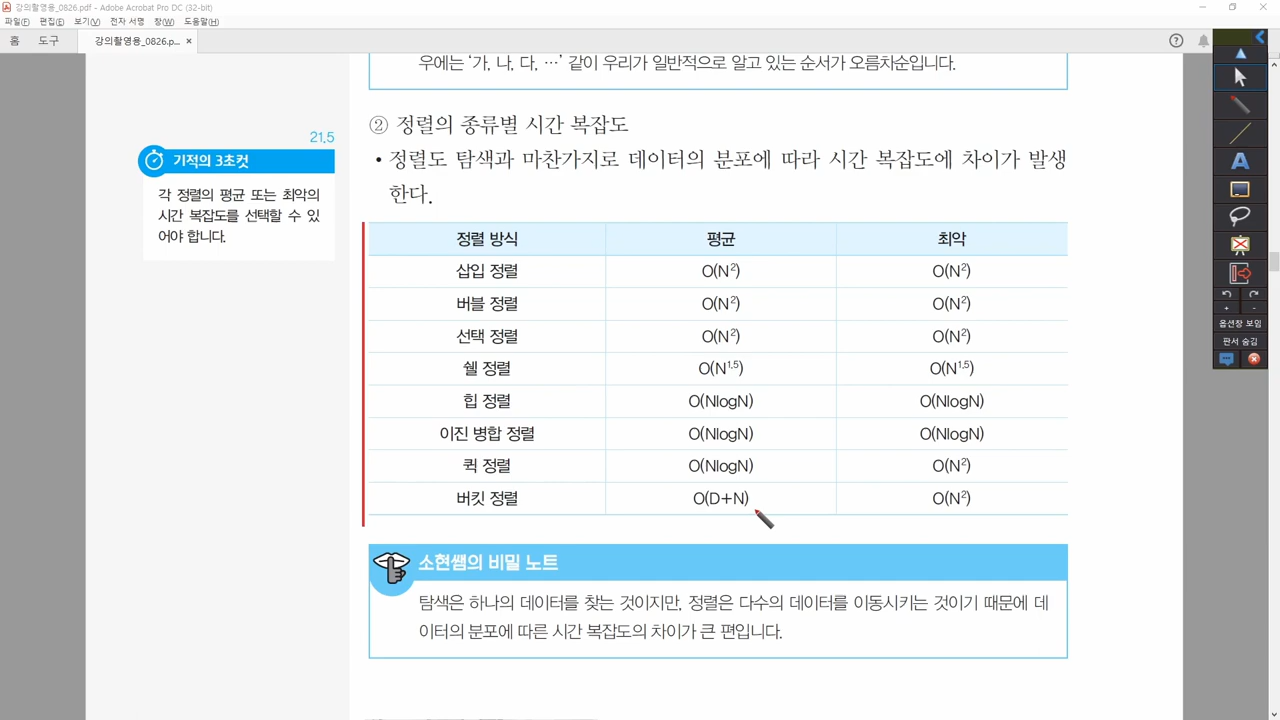 강의촬영용_0826.pdf - Adobe Acrobat Pro DC (32-bit)
파일(F) 편집(E) 보기(V) 전자 서명 창(W) 도움말(H)
홈 도구 강의촬영용_0826.p... ×
우에는 '가, 나, 다, …' 같이 우리가 일반적으로 알고 있는 순서가 오름차순입니다.
② 정렬의 종류별 시간 복잡도
• 정렬도 탐색과 마찬가지로 데이터의 분포에 따라 시간 복잡도에 차이가 발생
한다.
21.5
기적의 3초컷
각 정렬의 평균 또는 최악의
시간 복잡도를 선택할 수 있
어야 합니다.
정렬 방식 평균 최악
삽입 정렬 O(N²) O(N²)
버블 정렬 O(N²) O(N²)
선택 정렬 O(N²) O(N²)
쉘 정렬 O(N¹·⁵) O(N¹·⁵)
힙 정렬 O(NlogN) O(NlogN)
이진 병합 정렬 O(NlogN) O(NlogN)
퀵 정렬 O(NlogN) O(N²)
버킷 정렬 O(D+N) O(N²)
소현쌤의 비밀 노트
탐색은 하나의 데이터를 찾는 것이지만, 정렬은 다수의 데이터를 이동시키는 것이기 때문에 데
이터의 분포에 따른 시간 복잡도의 차이가 큰 편입니다.
A
+ -
옵션창 보임
판서 숨김